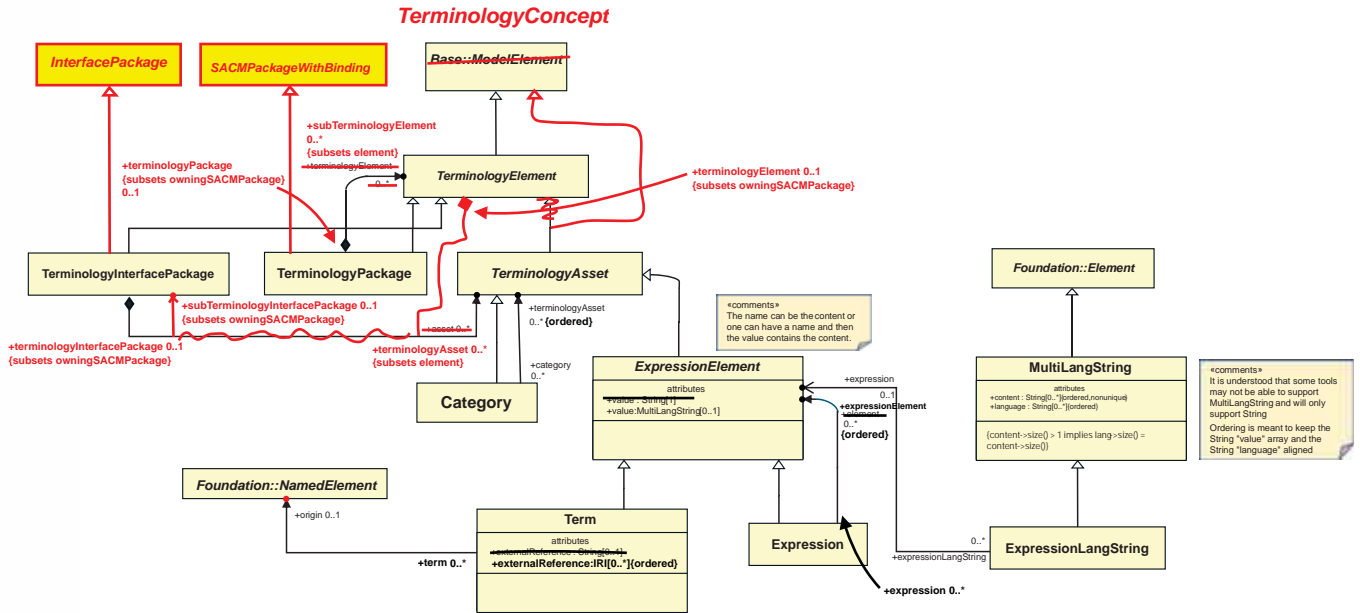 TerminologyConcept
InterfacePackage
SACMPackageWithBinding
Base::ModelElement
+subTerminologyElement
0..*
{subsets element}
+terminologyElement
0..*
+terminologyPackage
{subsets owningSACMPackage}
0..1
TerminologyElement
+terminologyElement 0..1
{subsets owningSACMPackage}
TerminologyInterfacePackage
TerminologyPackage
TerminologyAsset
Foundation::Element
+subTerminologyInterfacePackage 0..1
{subsets owningSACMPackage}
+asset 0..*
+terminologyAsset
0..* {ordered}
«comments»
The name can be the content or
one can have a name and then
the value contains the content.
+terminologyInterfacePackage 0..1
{subsets owningSACMPackage}
+terminologyAsset 0..*
{subsets element}
+category
0..*
Category
ExpressionElement
attributes
+value : String[1]
+value:MultiLangString[0..1]
+expression
0..1
+expressionElement
+element
0..*
{ordered}
MultiLangString
attributes
+content : String[0..*]{ordered,nonunique}
+language : String[0..*]{ordered}
{content->size() > 1 implies lang->size() =
content->size()}
«comments»
It is understood that some tools
may not be able to support
MultiLangString and will only
support String
Ordering is meant to keep the
String "value" array and the
String "language" aligned
Foundation::NamedElement
+origin 0..1
+term 0..*
Term
attributes
+externalReference : String[0..1]
+externalReference:IRI[0..*]{ordered}
Expression
0..*
+expressionLangString
ExpressionLangString
+expression 0..*